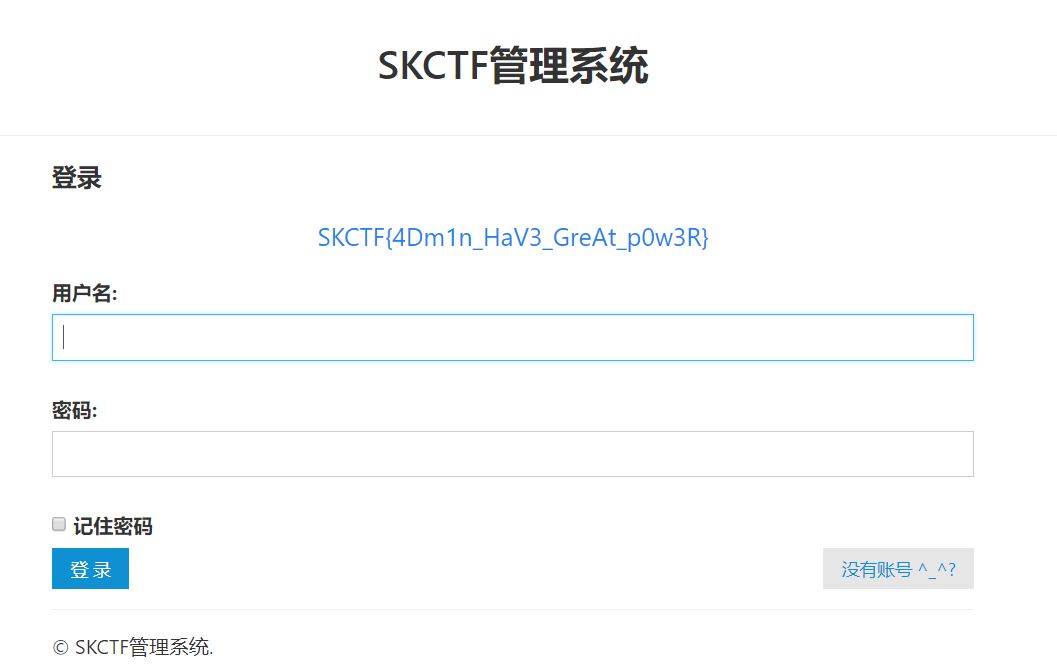 SKCTF管理系统
登录
SKCTF{4Dm1n_HaV3_GreAt_p0w3R}
用户名:
密码:
记住密码
登 录 没有账号 ^_^?
© SKCTF管理系统.